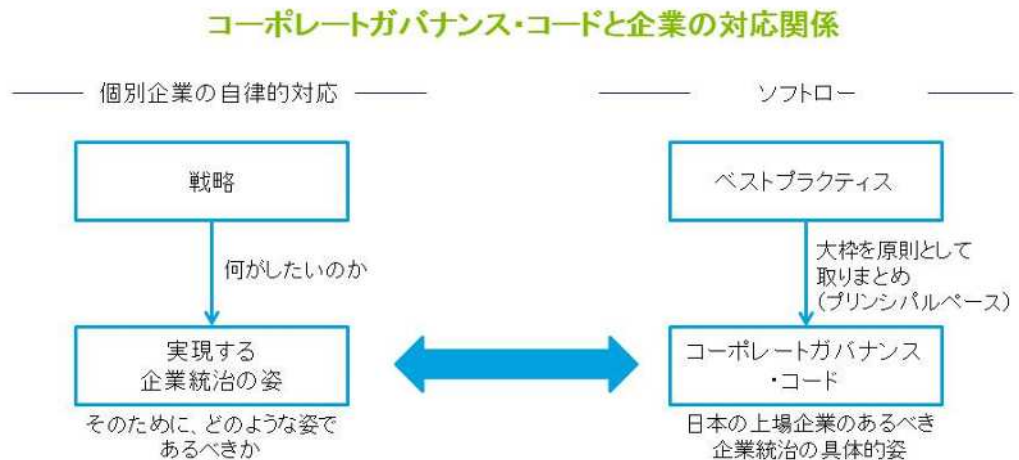 コーポレートガバナンス・コードと企業の対応関係
個別企業の自律的対応
戦略
何がしたいのか
実現する
企業統治の姿
そのために、どのような姿で
あるべきか
ソフトロー
ベストプラクティス
大枠を原則として
取りまとめ
（プリンシパルベース）
コーポレートガバナンス
・コード
日本の上場企業のあるべき
企業統治の具体的姿